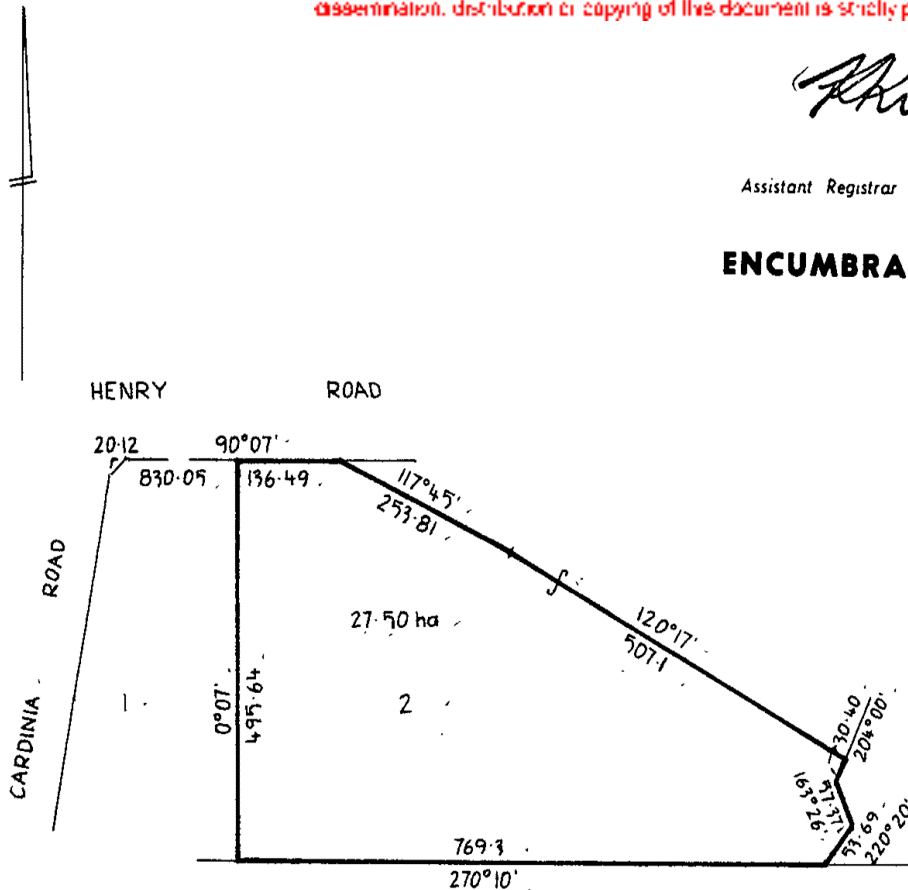 dissemination, distribution or copying of this document is strictly
Assistant Registrar
ENCUMBRA
HENRY ROAD
20·12
90°07'
830·05
136·49
117°45'
253·81
ROAD
CARDINIA
27·50 ha
120°17'
507·1
1
0°07'
495·64
2
30·40
204°00'
57·37
163°26'
53·69
220°20'
769·3
270°10'